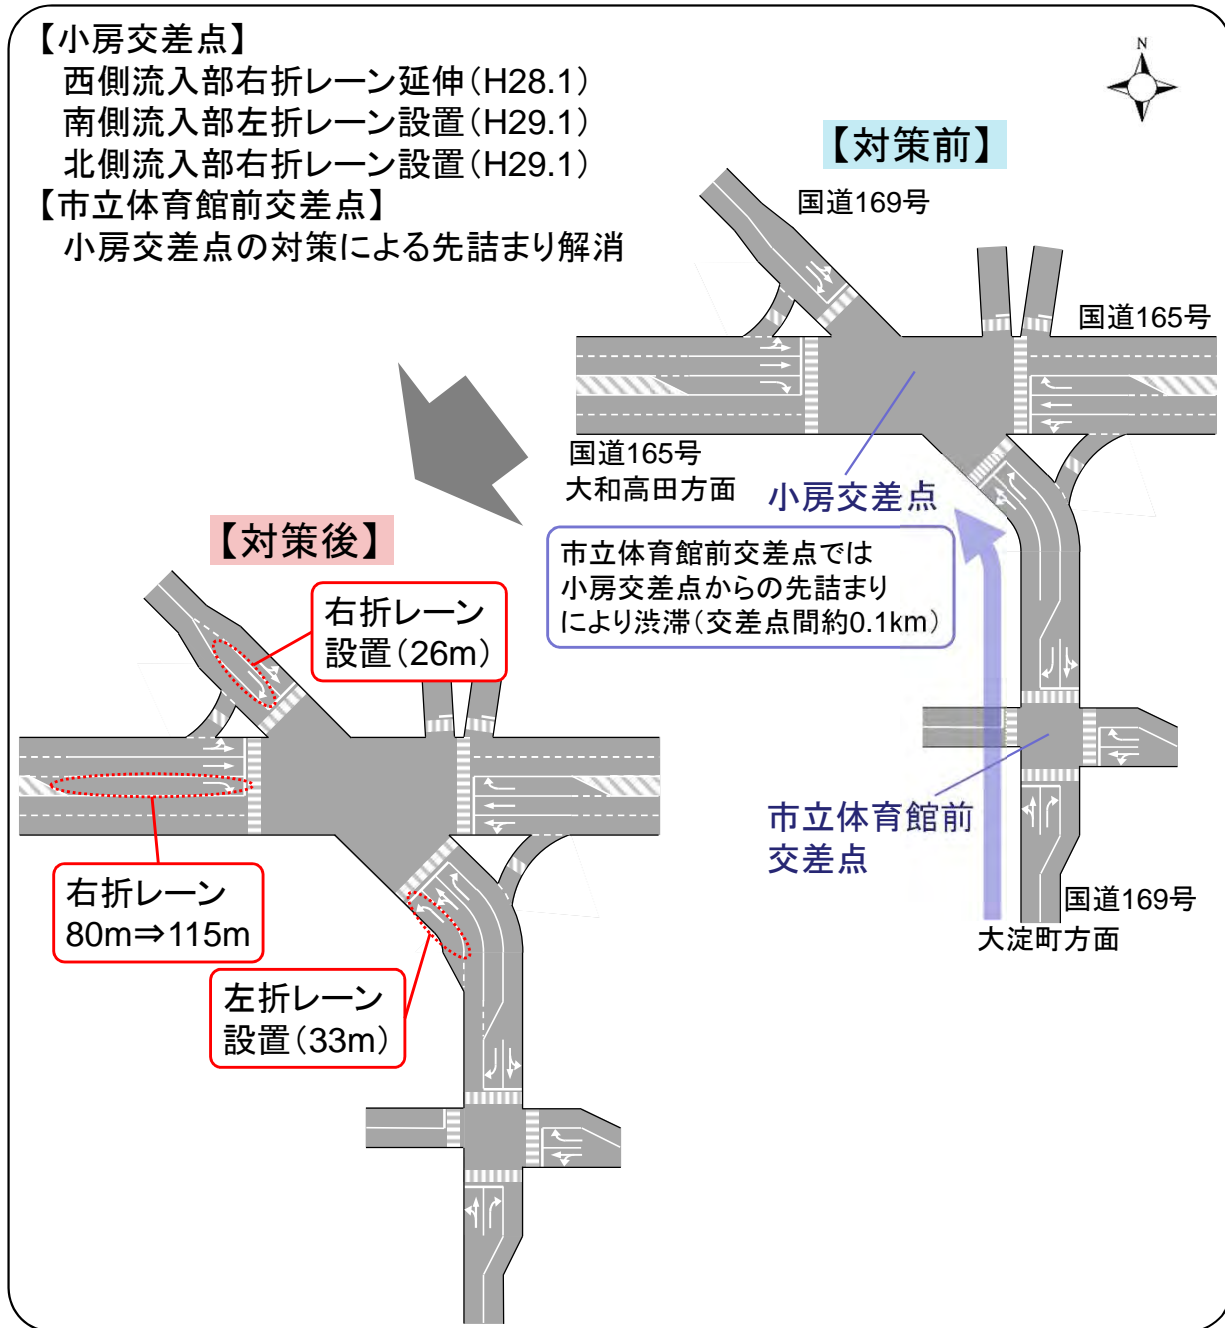 【小房交差点】
西側流入部右折レーン延伸（H28.1）
南側流入部左折レーン設置（H29.1）
北側流入部右折レーン設置（H29.1）
【市立体育館前交差点】
小房交差点の対策による先詰まり解消
N
【対策前】
国道169号
国道165号
国道165号
大和高田方面
小房交差点
市立体育館前交差点では
小房交差点からの先詰まり
により渋滞（交差点間約0.1km）
市立体育館前
交差点
国道169号
大淀町方面
【対策後】
右折レーン
設置（26m）
右折レーン
80m⇒115m
左折レーン
設置（33m）